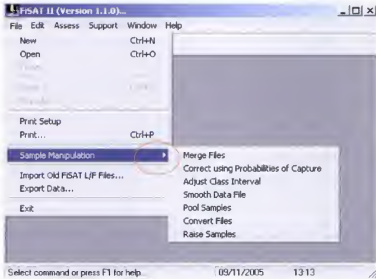 FiSAT II (Version 1.1.0)...
File Edit Assess Support Window Help
New Ctrl+N
Open Ctrl+O
Print Setup
Print... Ctrl+P
Sample Manipulation
Import Old FiSAT L/F Files...
Export Data...
Exit
Merge Files
Correct using Probabilities of Capture
Adjust Class Interval
Smooth Data File
Pool Samples
Convert Files
Raise Samples
Select command or press F1 for help. 09/11/2005 13:13